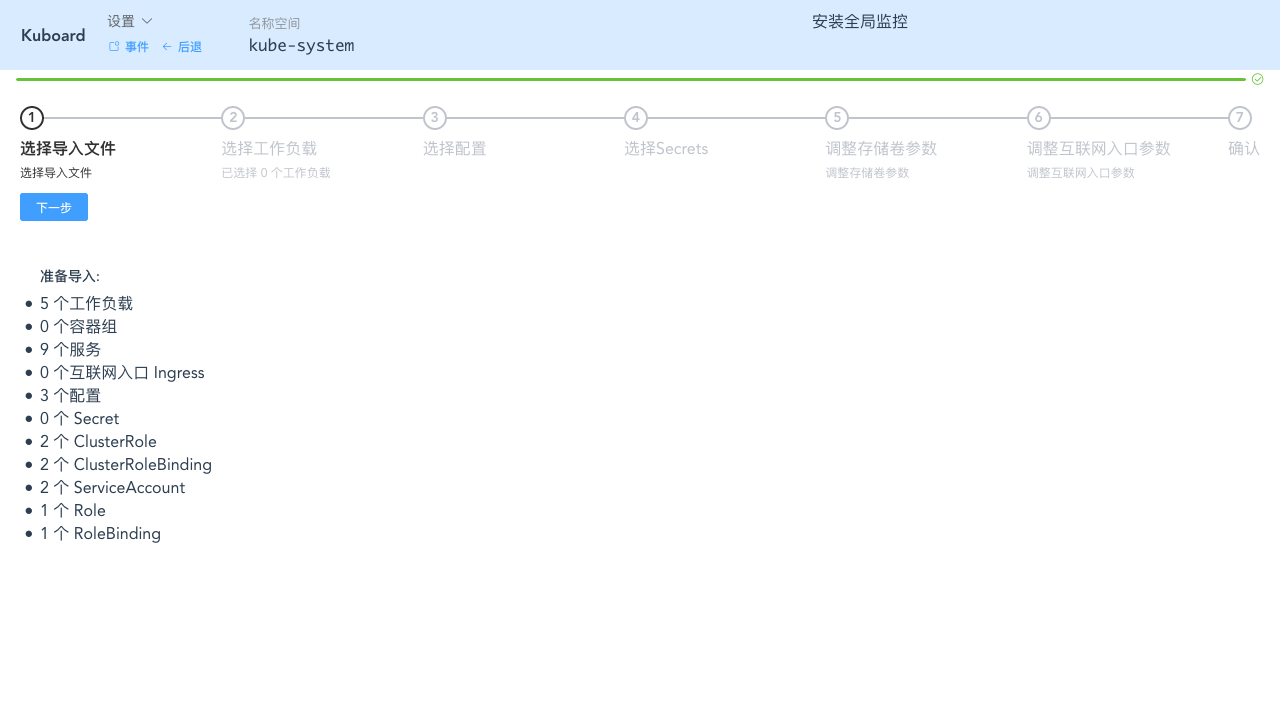 Kuboard
设置
事件 后退
名称空间
kube-system
安装全局监控
1 2 3 4 5 6 7
选择导入文件 选择工作负载 选择配置 选择Secrets 调整存储卷参数 调整互联网入口参数 确认
选择导入文件 已选择 0 个工作负载 调整存储卷参数 调整互联网入口参数
下一步
准备导入:
5 个工作负载
0 个容器组
9 个服务
0 个互联网入口 Ingress
3 个配置
0 个 Secret
2 个 ClusterRole
2 个 ClusterRoleBinding
2 个 ServiceAccount
1 个 Role
1 个 RoleBinding